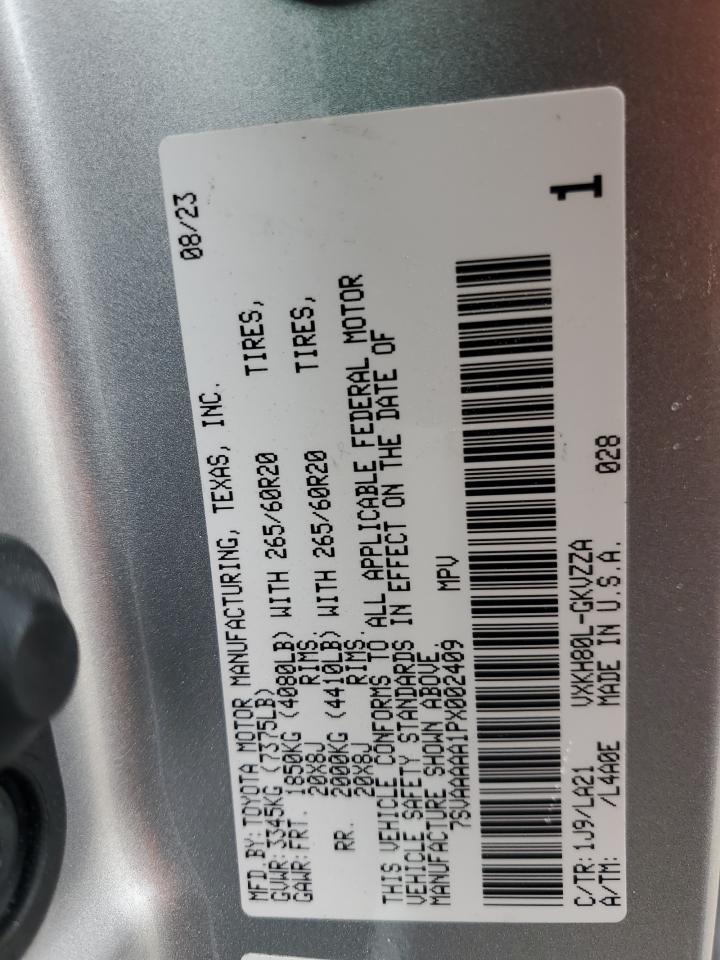 MFD.BY:TOYOTA MOTOR MANUFACTURING, TEXAS, INC. 08/23
GVWR:3345KG (7375LB)
GAWR:FRT. 1850KG (4080LB) WITH 265/60R20 TIRES,
20X8J RIMS,
RR. 2000KG (4410LB) WITH 265/60R20 TIRES,
20X8J RIMS.
THIS VEHICLE CONFORMS TO ALL APPLICABLE FEDERAL MOTOR
VEHICLE SAFETY STANDARDS IN EFFECT ON THE DATE OF
MANUFACTURE SHOWN ABOVE.
7SVAAAAA1PX002409 MPV
1
C/TR:1J9/LA21 VXKH80L-GKVZZA 028
A/TM: /L4A0E MADE IN U.S.A.